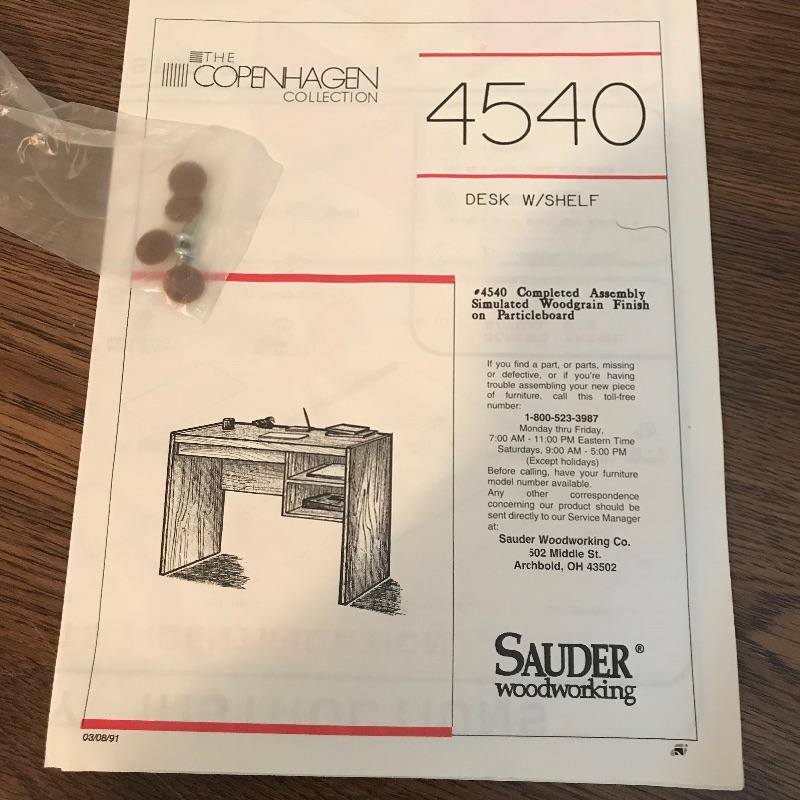 THE
COPENHAGEN
COLLECTION
4540
DESK W/SHELF
#4540 Completed Assembly
Simulated Woodgrain Finish
on Particleboard
If you find a part, or parts, missing
or defective, or if you're having
trouble assembling your new piece
of furniture, call this toll-free
number:
1-800-523-3987
Monday thru Friday,
7:00 AM - 11:00 PM Eastern Time
Saturdays, 9:00 AM - 5:00 PM
(Except holidays)
Before calling, have your furniture
model number available.
Any other correspondence
concerning our product should be
sent directly to our Service Manager
at:
Sauder Woodworking Co.
502 Middle St.
Archbold, OH 43502
SAUDER®
woodworking
03/08/91